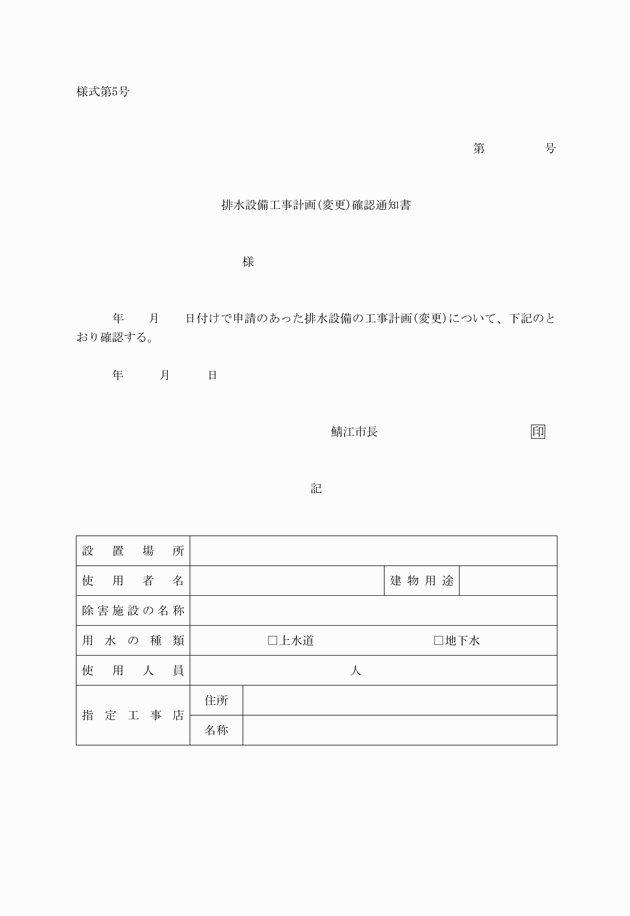 様式第5号
第　　　　　号
排水設備工事計画(変更)確認通知書
様
年　　月　　日付けで申請のあった排水設備の工事計画(変更)について、下記のと
おり確認する。
年　　　月　　　日
鯖江市長　　　　　　　　　　　　　印
記
設置場所
使用者名　建物用途
除害施設の名称
用水の種類　□上水道　□地下水
使用人員　人
指定工事店　住所
名称